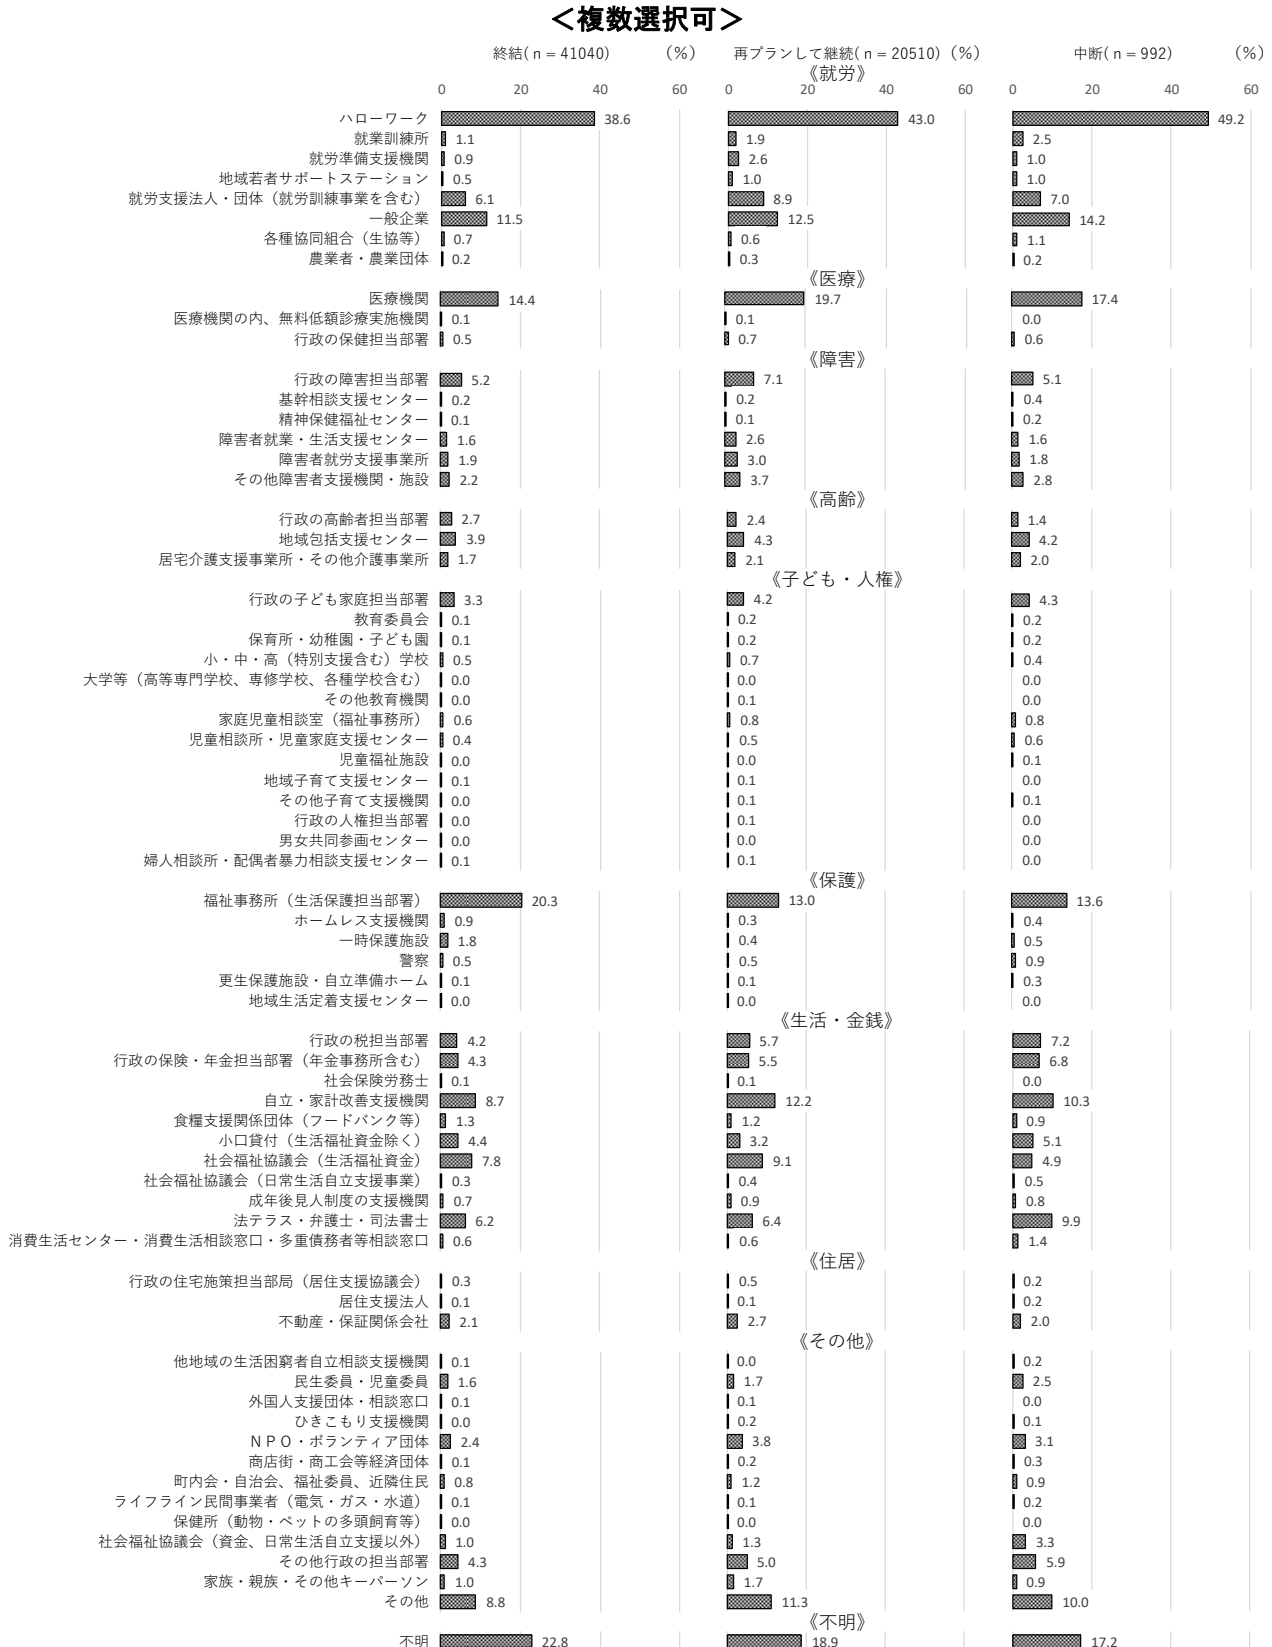 ＜複数選択可＞
終結( n = 41040) (％) 再プランして継続( n = 20510) (％) 中断( n = 992) (％)
《就労》
0 20 40 60 0 20 40 60 0 20 40 60
ハローワーク 38.6 43.0 49.2
就業訓練所 1.1 1.9 2.5
就労準備支援機関 0.9 2.6 1.0
地域若者サポートステーション 0.5 1.0 1.0
就労支援法人・団体（就労訓練事業を含む） 6.1 8.9 7.0
一般企業 11.5 12.5 14.2
各種協同組合（生協等） 0.7 0.6 1.1
農業者・農業団体 0.2 0.3 0.2
《医療》
医療機関 14.4 19.7 17.4
医療機関の内、無料低額診療実施機関 0.1 0.1 0.0
行政の保健担当部署 0.5 0.7 0.6
《障害》
行政の障害担当部署 5.2 7.1 5.1
基幹相談支援センター 0.2 0.2 0.4
精神保健福祉センター 0.1 0.1 0.2
障害者就業・生活支援センター 1.6 2.6 1.6
障害者就労支援事業所 1.9 3.0 1.8
その他障害者支援機関・施設 2.2 3.7 2.8
《高齢》
行政の高齢者担当部署 2.7 2.4 1.4
地域包括支援センター 3.9 4.3 4.2
居宅介護支援事業所・その他介護事業所 1.7 2.1 2.0
《子ども・人権》
行政の子ども家庭担当部署 3.3 4.2 4.3
教育委員会 0.1 0.2 0.2
保育所・幼稚園・子ども園 0.1 0.2 0.2
小・中・高（特別支援含む）学校 0.5 0.7 0.4
大学等（高等専門学校、専修学校、各種学校含む） 0.0 0.0 0.0
その他教育機関 0.0 0.1 0.0
家庭児童相談室（福祉事務所） 0.6 0.8 0.8
児童相談所・児童家庭支援センター 0.4 0.5 0.6
児童福祉施設 0.0 0.0 0.1
地域子育て支援センター 0.1 0.1 0.0
その他子育て支援機関 0.0 0.1 0.1
行政の人権担当部署 0.0 0.1 0.0
男女共同参画センター 0.0 0.0 0.0
婦人相談所・配偶者暴力相談支援センター 0.1 0.1 0.0
《保護》
福祉事務所（生活保護担当部署） 20.3 13.0 13.6
ホームレス支援機関 0.9 0.3 0.4
一時保護施設 1.8 0.4 0.5
警察 0.5 0.5 0.9
更生保護施設・自立準備ホーム 0.1 0.1 0.3
地域生活定着支援センター 0.0 0.0 0.0
《生活・金銭》
行政の税担当部署 4.2 5.7 7.2
行政の保険・年金担当部署（年金事務所含む） 4.3 5.5 6.8
社会保険労務士 0.1 0.1 0.0
自立・家計改善支援機関 8.7 12.2 10.3
食糧支援関係団体（フードバンク等） 1.3 1.2 0.9
小口貸付（生活福祉資金除く） 4.4 3.2 5.1
社会福祉協議会（生活福祉資金） 7.8 9.1 4.9
社会福祉協議会（日常生活自立支援事業） 0.3 0.4 0.5
成年後見人制度の支援機関 0.7 0.9 0.8
法テラス・弁護士・司法書士 6.2 6.4 9.9
消費生活センター・消費生活相談窓口・多重債務者等相談窓口 0.6 0.6 1.4
《住居》
行政の住宅施策担当部局（居住支援協議会） 0.3 0.5 0.2
居住支援法人 0.1 0.1 0.2
不動産・保証関係会社 2.1 2.7 2.0
《その他》
他地域の生活困窮者自立相談支援機関 0.1 0.0 0.2
民生委員・児童委員 1.6 1.7 2.5
外国人支援団体・相談窓口 0.1 0.1 0.0
ひきこもり支援機関 0.0 0.2 0.1
ＮＰＯ・ボランティア団体 2.4 3.8 3.1
商店街・商工会等経済団体 0.1 0.2 0.3
町内会・自治会、福祉委員、近隣住民 0.8 1.2 0.9
ライフライン民間事業者（電気・ガス・水道） 0.1 0.1 0.2
保健所（動物・ペットの多頭飼育等） 0.0 0.0 0.0
社会福祉協議会（資金、日常生活自立支援以外） 1.0 1.3 3.3
その他行政の担当部署 4.3 5.0 5.9
家族・親族・その他キーパーソン 1.0 1.7 0.9
その他 8.8 11.3 10.0
《不明》
不明 22.8 18.9 17.2